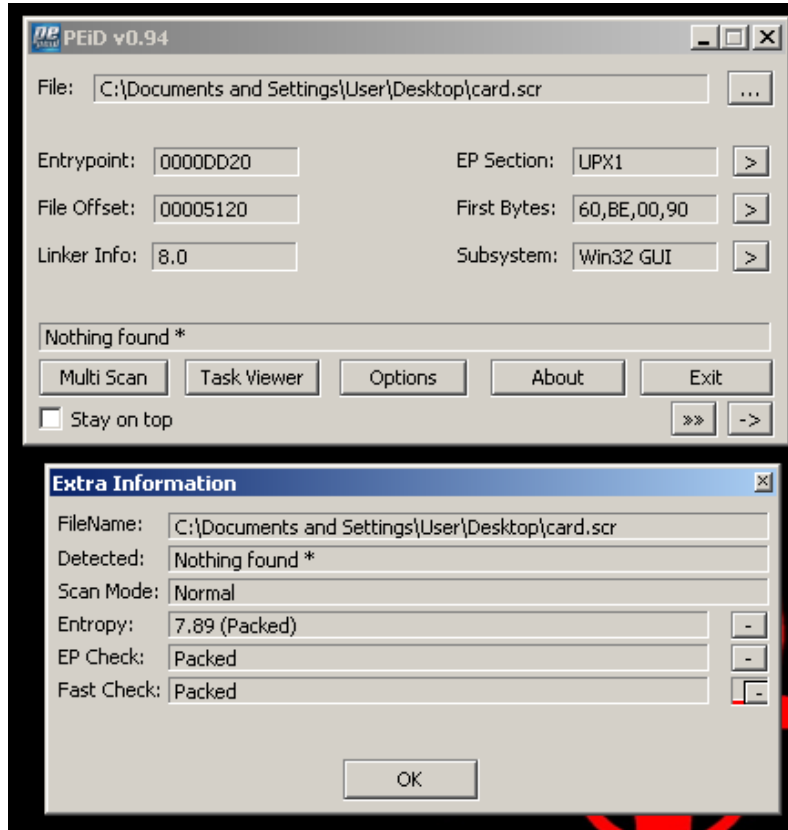 PEiD v0.94
File: C:\Documents and Settings\User\Desktop\card.scr ...
Entrypoint: 0000DD20 EP Section: UPX1 >
File Offset: 00005120 First Bytes: 60,BE,00,90 >
Linker Info: 8.0 Subsystem: Win32 GUI >
Nothing found *
Multi Scan Task Viewer Options About Exit
Stay on top »» ->
Extra Information
FileName: C:\Documents and Settings\User\Desktop\card.scr
Detected: Nothing found *
Scan Mode: Normal
Entropy: 7.89 (Packed) -
EP Check: Packed -
Fast Check: Packed -
OK